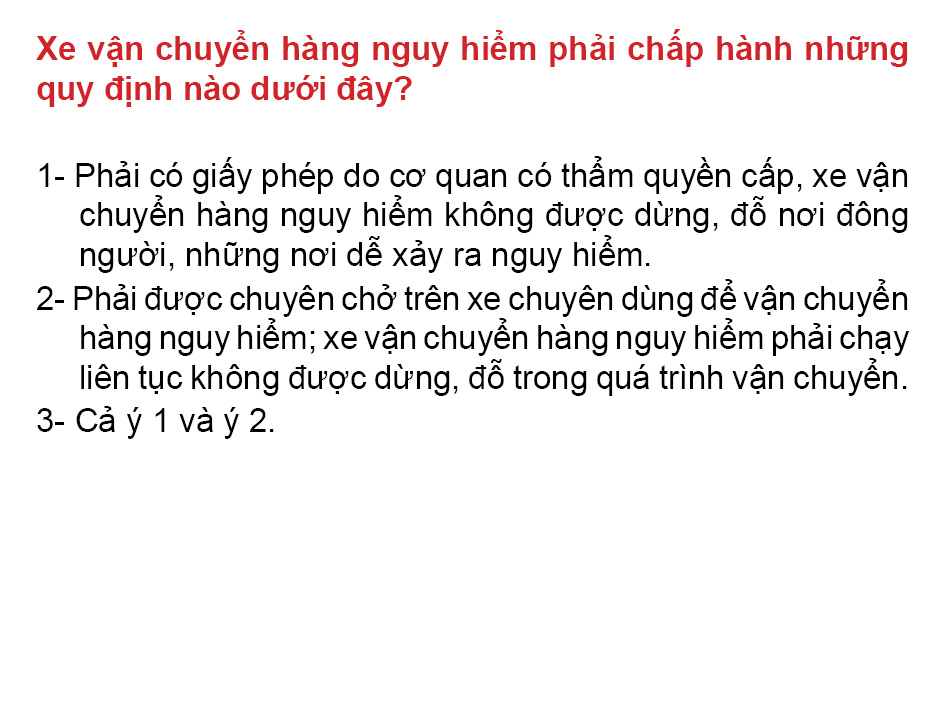 Xe vận chuyển hàng nguy hiểm phải chấp hành những
quy định nào dưới đây?
1- Phải có giấy phép do cơ quan có thẩm quyền cấp, xe vận
chuyển hàng nguy hiểm không được dừng, đỗ nơi đông
người, những nơi dễ xảy ra nguy hiểm.
2- Phải được chuyên chở trên xe chuyên dùng để vận chuyển
hàng nguy hiểm; xe vận chuyển hàng nguy hiểm phải chạy
liên tục không được dừng, đỗ trong quá trình vận chuyển.
3- Cả ý 1 và ý 2.